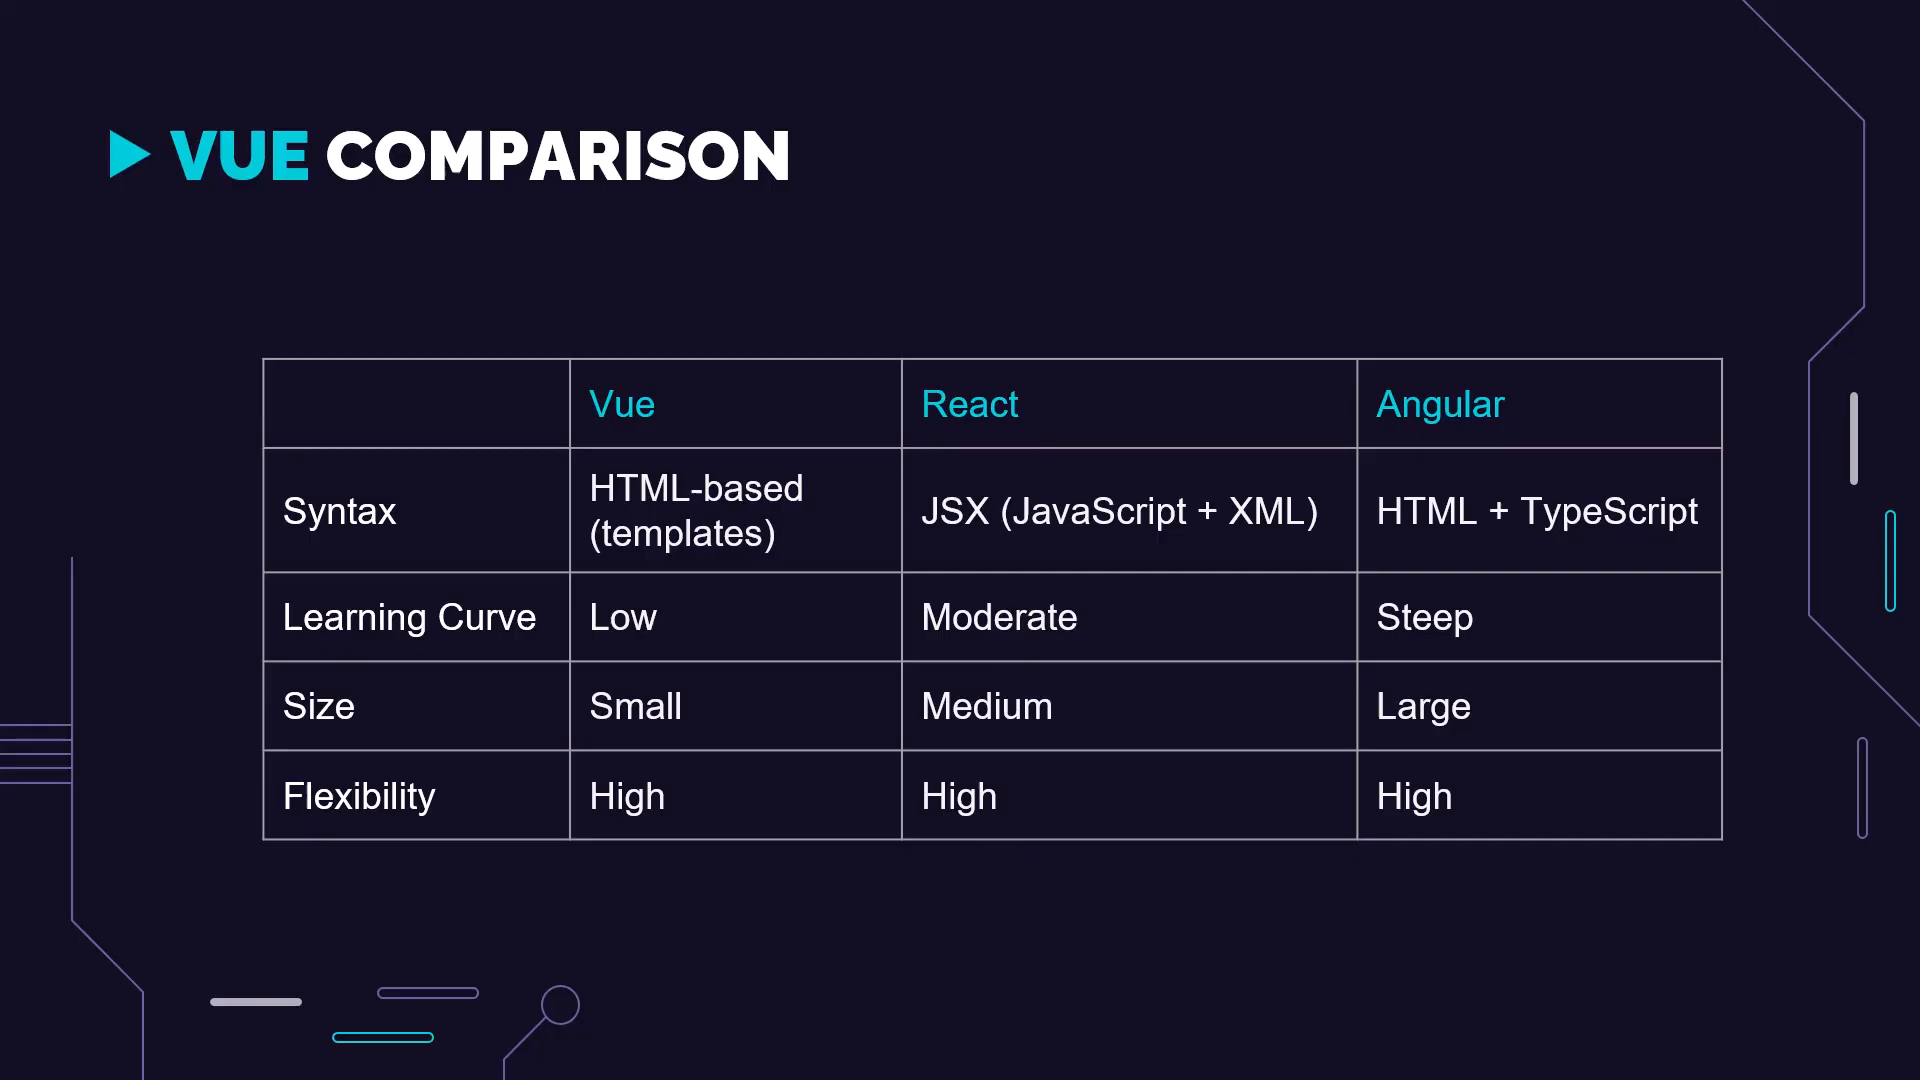 VUE COMPARISON
Vue React Angular
Syntax HTML-based (templates) JSX (JavaScript + XML) HTML + TypeScript
Learning Curve Low Moderate Steep
Size Small Medium Large
Flexibility High High High